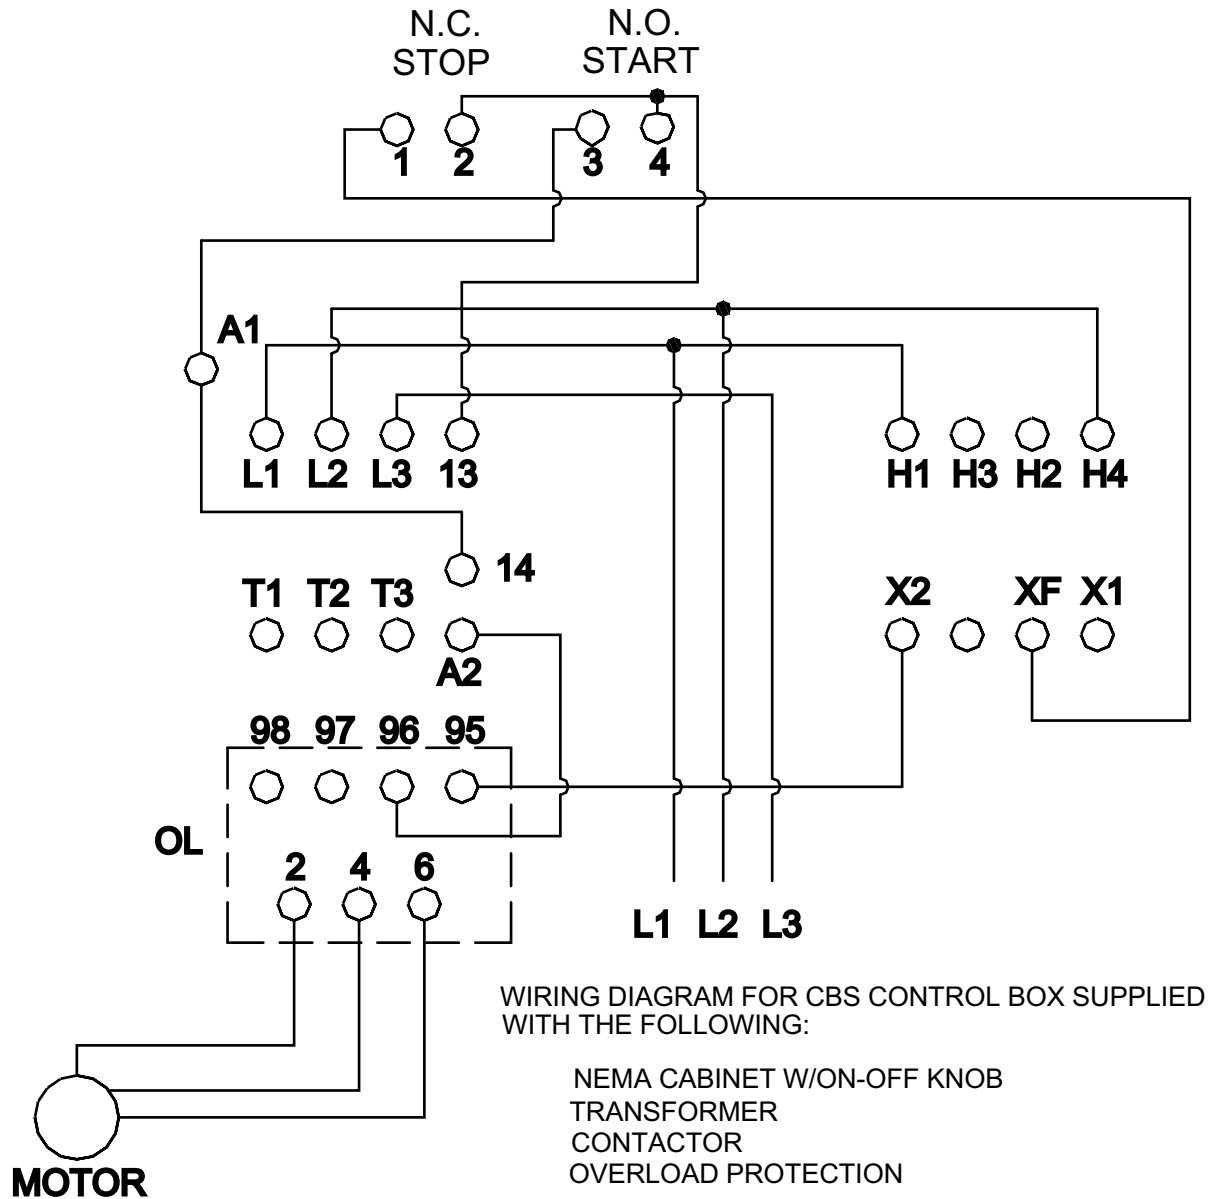 N.C. N.O.
STOP START
1 2 3 4
A1
L1 L2 L3 13 H1 H3 H2 H4
14
T1 T2 T3 X2 XF X1
A2
98 97 96 95
OL
2 4 6
L1 L2 L3
WIRING DIAGRAM FOR CBS CONTROL BOX SUPPLIED
WITH THE FOLLOWING:
NEMA CABINET W/ON-OFF KNOB
TRANSFORMER
CONTACTOR
OVERLOAD PROTECTION
MOTOR